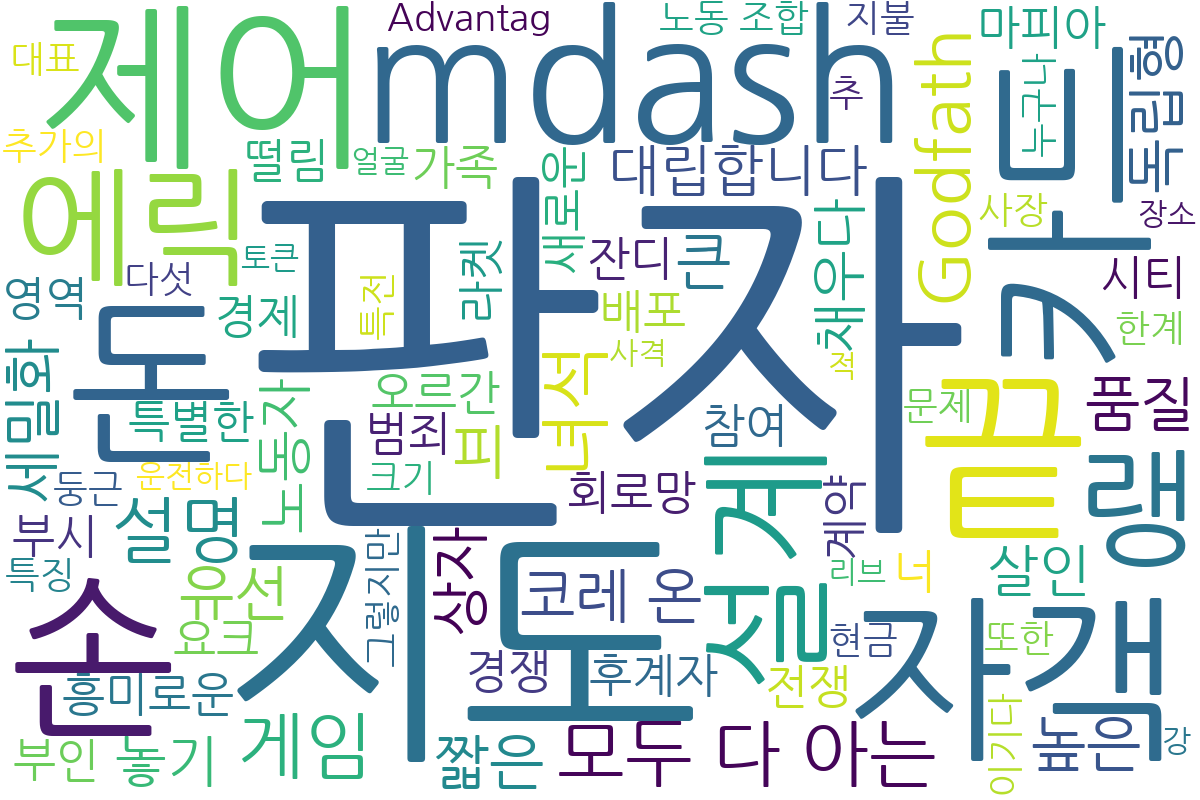 Advantag
노동 조합
지불
마피아
대표
제어
mdash
추
Godfath
누구나
독립형
추가의
떨림
얼굴
가족
새로운
대립합니다
카드
에릭
판자
사장
장소
토큰
라켓
잔디
큰
채우다
시티
영역
다섯
경제
특전
배포
한계
돈
사격
적
세밀화
특별한
노동자
오르간
범죄
피
녀석
참여
문제
끝
품질
운전하다
둥근
크기
회로망
설계
계약
랭
부시
설명
특징
손
지도
그렇지만
상자
코레 온
리브
너
살인
유선
요크
자객
현금
또한
흥미로운
경쟁
후계자
전쟁
이기다
높은
강
부인
놓기
게임
짧은
모두 다 아는